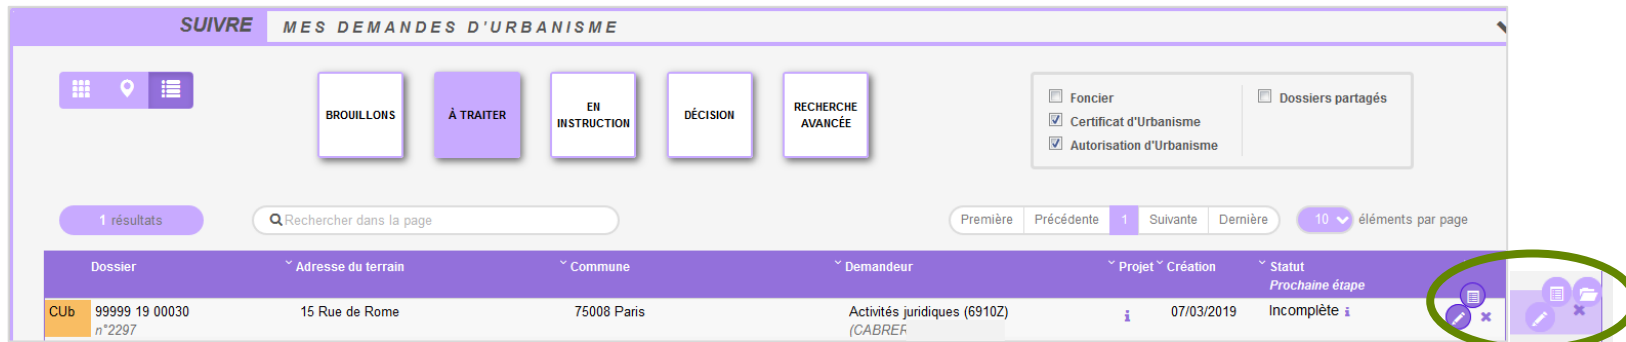 SUIVRE MES DEMANDES D'URBANISME
BROUILLONS
À TRAITER
EN
INSTRUCTION
DÉCISION
RECHERCHE
AVANCÉE
Foncier
Certificat d'Urbanisme
Autorisation d'Urbanisme
Dossiers partagés
1 résultats
Rechercher dans la page
Première Précédente 1 Suivante Dernière
10 éléments par page
Dossier Adresse du terrain Commune Demandeur Projet Création Statut
Prochaine étape
CUb 99999 19 00030 15 Rue de Rome 75008 Paris Activités juridiques (6910Z) i 07/03/2019 Incomplète i
n°2297 (CABRER